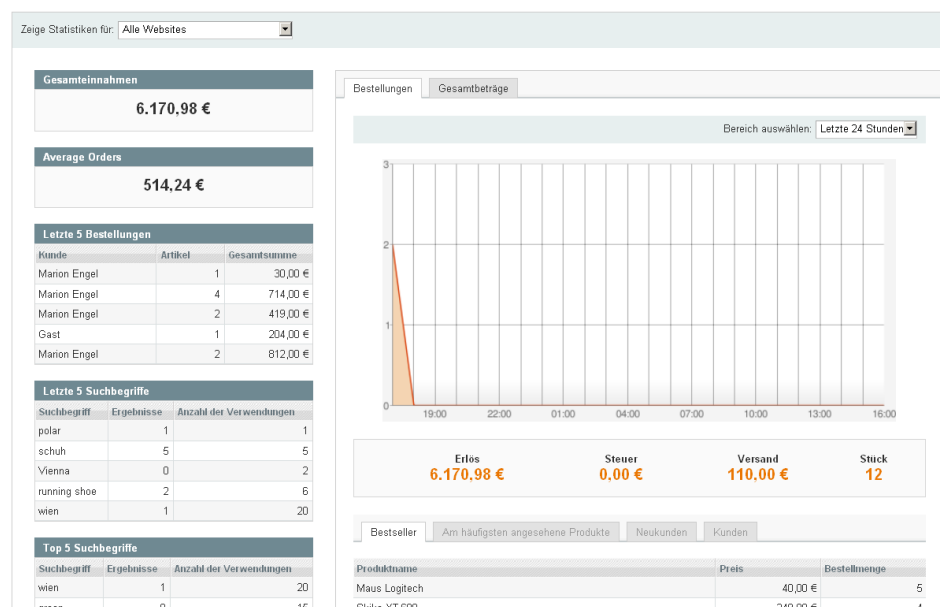 Zeige Statistiken für: Alle Websites
Gesamteinnahmen
6.170,98 €
Average Orders
514,24 €
Letzte 5 Bestellungen
Kunde Artikel Gesamtsumme
Marion Engel 1 30,00 €
Marion Engel 4 714,00 €
Marion Engel 2 419,00 €
Gast 1 204,00 €
Marion Engel 2 812,00 €
Letzte 5 Suchbegriffe
Suchbegriff Ergebnisse Anzahl der Verwendungen
polar 1 1
schuh 5 5
Vienna 0 2
running shoe 2 6
wien 1 20
Top 5 Suchbegriffe
Suchbegriff Ergebnisse Anzahl der Verwendungen
wien 1 20
Bestellungen Gesamtbeträge
Bereich auswählen: Letzte 24 Stunden
3
2
1
0
19:00 22:00 01:00 04:00 07:00 10:00 13:00 16:00
Erlös Steuer Versand Stück
6.170,98 € 0,00 € 110,00 € 12
Bestseller Am häufigsten angesehene Produkte Neukunden Kunden
Produktname Preis Bestellmenge
Maus Logitech 40,00 € 5